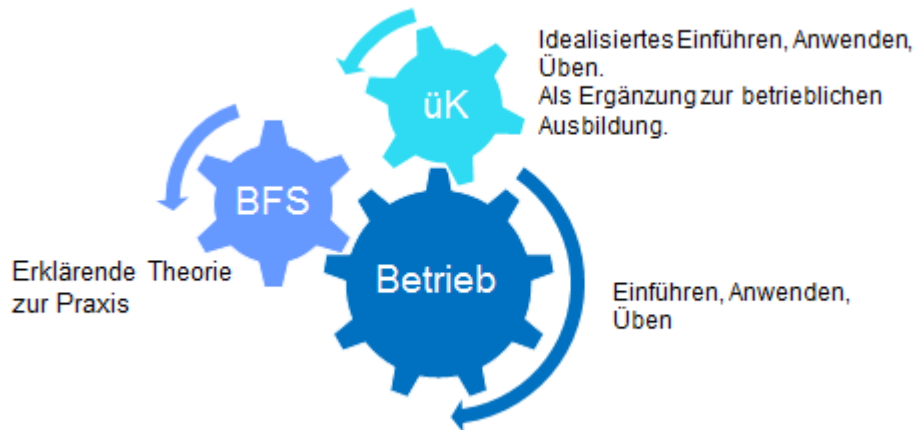 üK
Idealisiertes Einführen, Anwenden,
Üben.
Als Ergänzung zur betrieblichen
Ausbildung.
BFS
Erklärende Theorie
zur Praxis
Betrieb
Einführen, Anwenden,
Üben